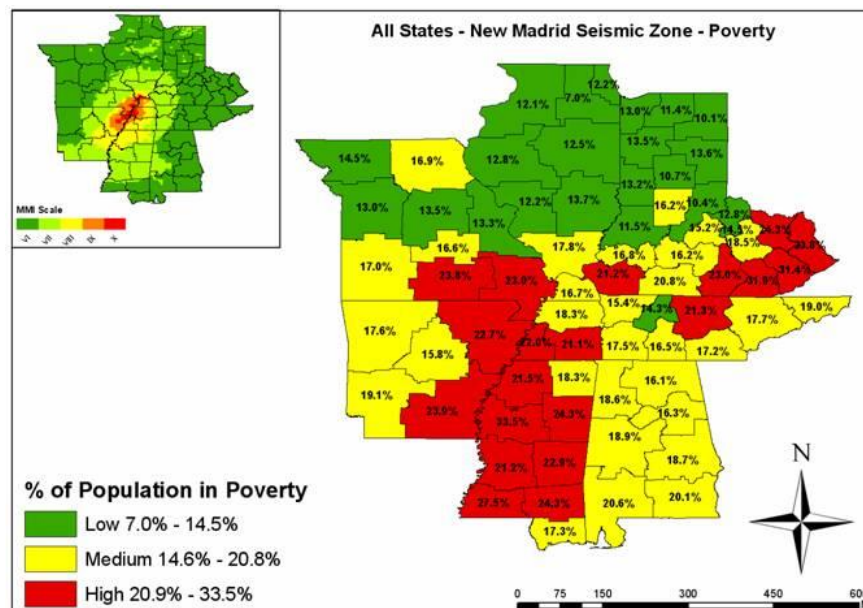 All States - New Madrid Seismic Zone - Poverty
MMI Scale
VI VII VIII IX X
12.2%
12.1% 7.0%
13.0% 11.4%
10.1%
12.5%
13.5%
13.6%
14.5% 16.9% 12.8%
10.7%
13.2%
13.0% 13.5% 12.2% 13.7%
16.2% 10.4%
13.3% 11.5%
12.8%
15.2%
18.5%
17.0% 16.6% 17.8% 16.8% 16.2%
23.8% 23.0% 21.2% 20.8% 23.0% 31.9% 31.4%
16.7%
15.4% 14.3% 21.3%
19.0%
17.6% 22.7% 18.3% 17.7%
22.0% 21.1% 17.5% 16.5% 17.2%
15.8%
21.5% 18.3% 16.1%
19.1% 18.6% 16.3%
23.9% 33.5% 24.3%
18.9%
18.7%
21.2% 22.9%
27.5% 24.3% 20.6% 20.1%
17.3%
N
% of Population in Poverty
Low 7.0% - 14.5%
Medium 14.6% - 20.8%
High 20.9% - 33.5%
0 75 150 300 450